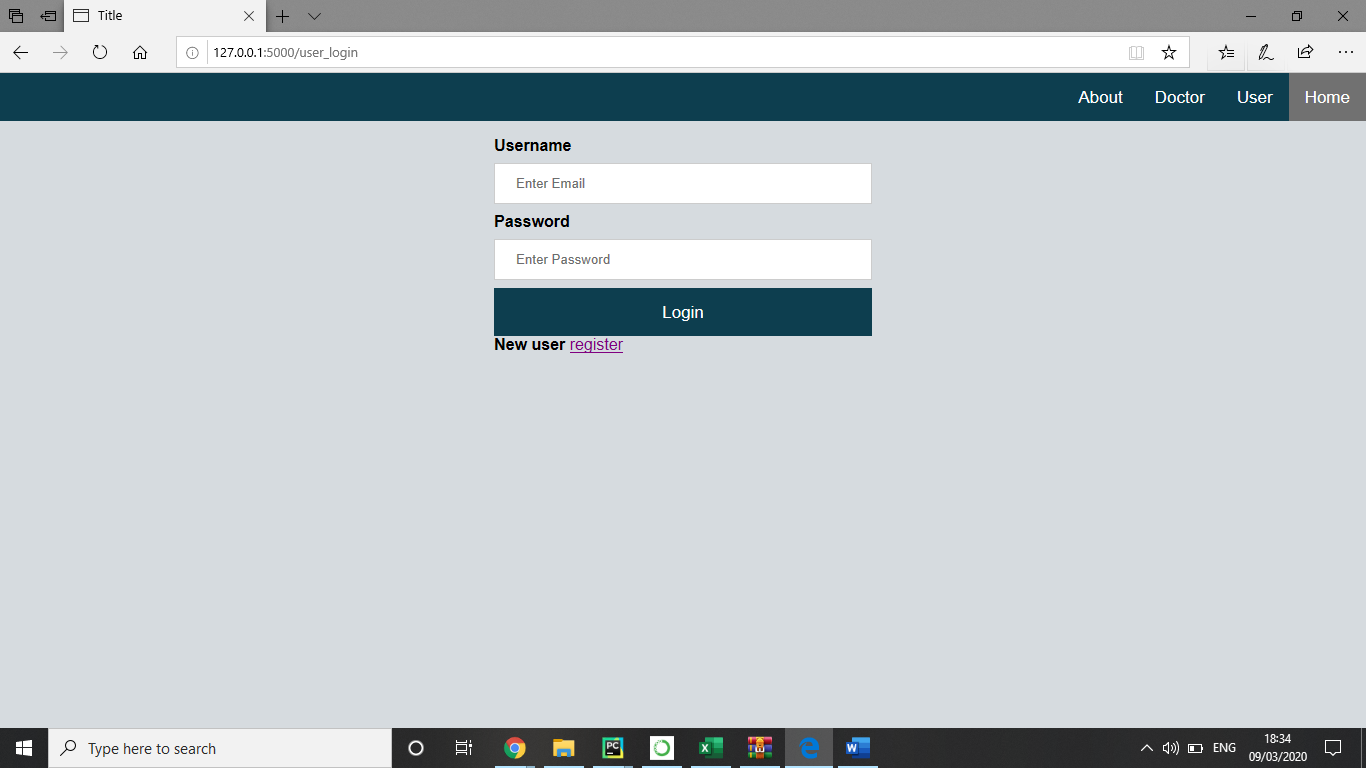 Title
127.0.0.1:5000/user_login
About Doctor User Home
Username
Enter Email
Password
Enter Password
Login
New user register
Type here to search
PC
ENG
18:34
09/03/2020